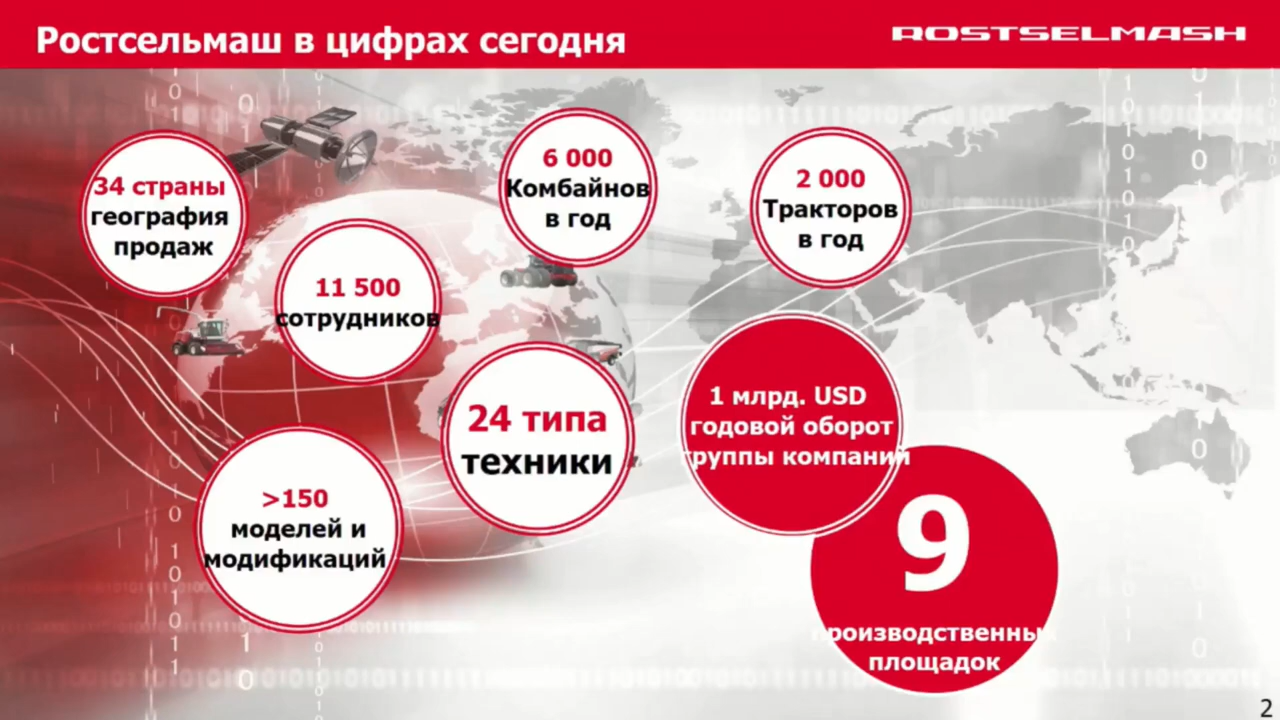 Ростсельмаш в цифрах сегодня
ROSTSELMASH
34 страны
география
продаж
6 000
Комбайнов
в год
2 000
Тракторов
в год
11 500
сотрудников
24 типа
техники
1 млрд. USD
годовой оборот
группы компаний
>150
моделей и
модификаций
9
производственных
площадок
2